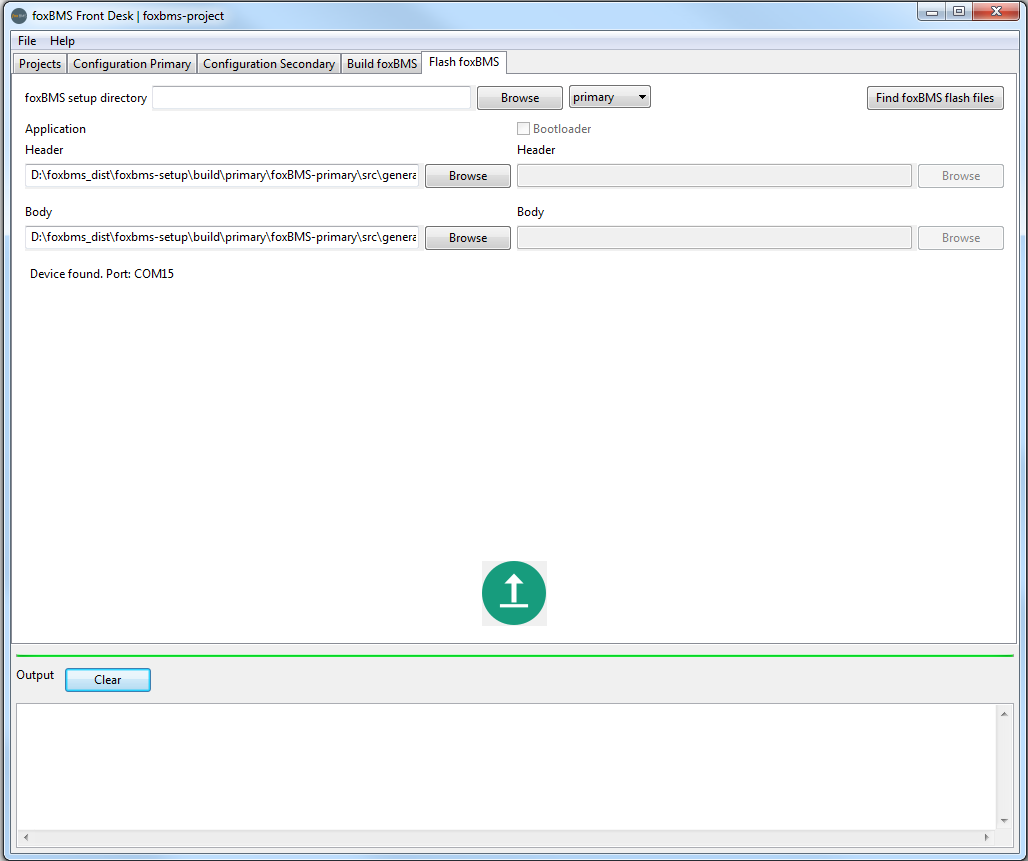 foxBMS Front Desk | foxbms-project
File Help
Projects Configuration Primary Configuration Secondary Build foxBMS Flash foxBMS
foxBMS setup directory Browse primary Find foxBMS flash files
Application Bootloader
Header Header
D:\foxbms_dist\foxbms-setup\build\primary\foxBMS-primary\src\genera Browse Browse
Body Body
D:\foxbms_dist\foxbms-setup\build\primary\foxBMS-primary\src\genera Browse Browse
Device found. Port: COM15
Output Clear